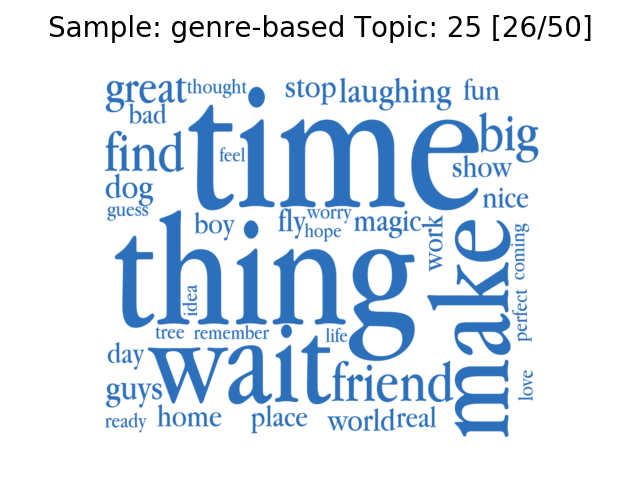 Sample: genre-based Topic: 25 [26/50]
great thought stop laughing fun
bad
time
big
find
feel
show
dog
nice
guess
boy
fly
worry
hope
magic
work
coming
thing
make
idea
tree remember
life
perfect
day
wait
guys
friend
love
ready
home
place
world
real